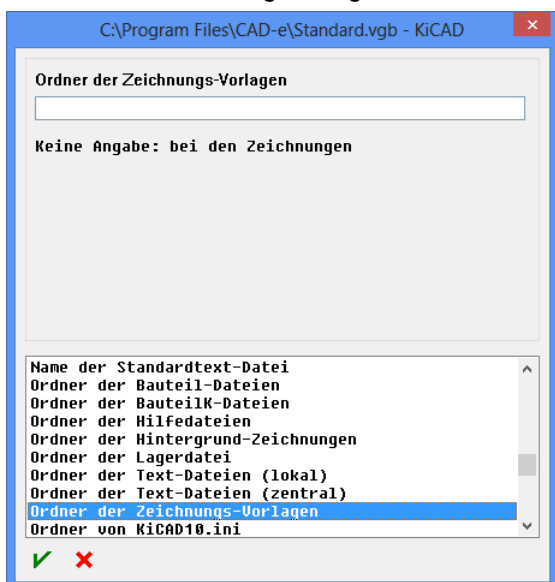 C:\Program Files\CAD-e\Standard.vgb - KiCAD
Ordner der Zeichnungs-Vorlagen
Keine Angabe: bei den Zeichnungen
Name der Standardtext-Datei
Ordner der Bauteil-Dateien
Ordner der BauteilK-Dateien
Ordner der Hilfedateien
Ordner der Hintergrund-Zeichnungen
Ordner der Lagerdatei
Ordner der Text-Dateien (lokal)
Ordner der Text-Dateien (zentral)
Ordner der Zeichnungs-Vorlagen
Ordner von KiCAD10.ini